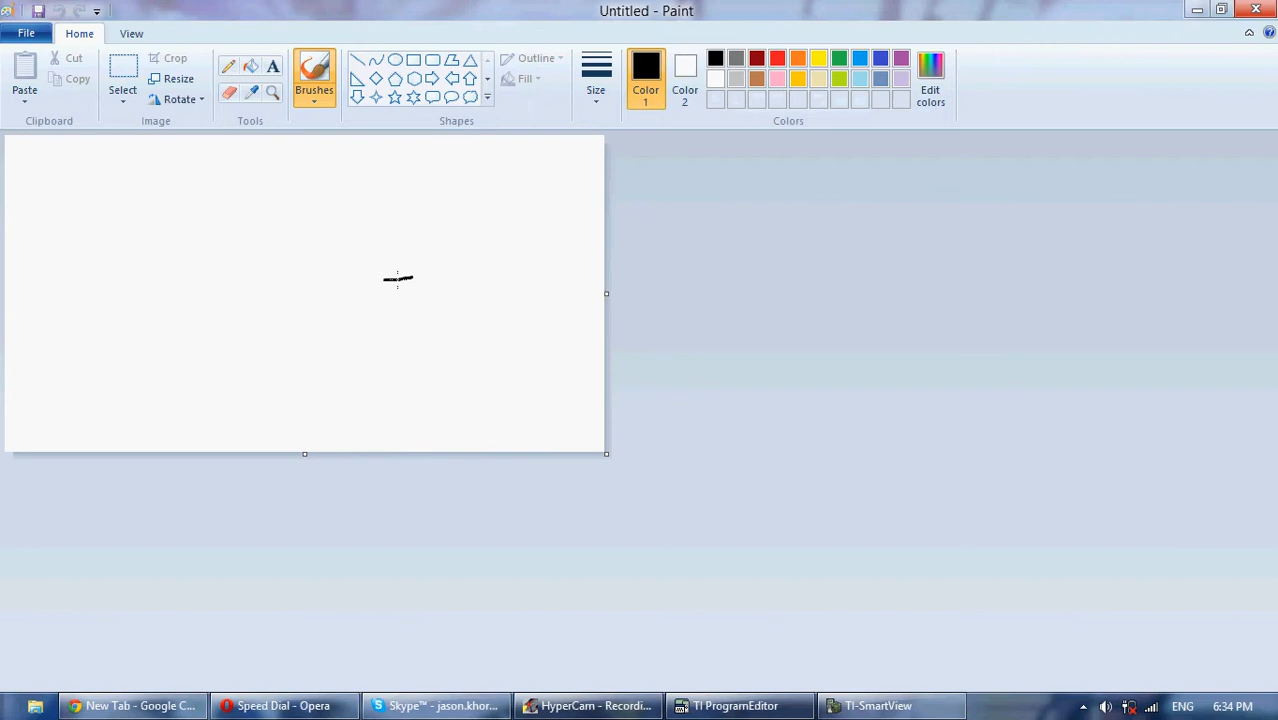 Untitled - Paint
File
Home
View
Paste
Cut
Copy
Clipboard
Select
Crop
Resize
Rotate
Image
A
Tools
Brushes
Shapes
Outline
Fill
Size
Color 1
Color 2
Colors
Edit colors
New Tab - Google C...
Speed Dial - Opera
Skype™ - jason.khor...
HyperCam - Recordi...
TI ProgramEditor
TI-SmartView
ENG
6:34 PM